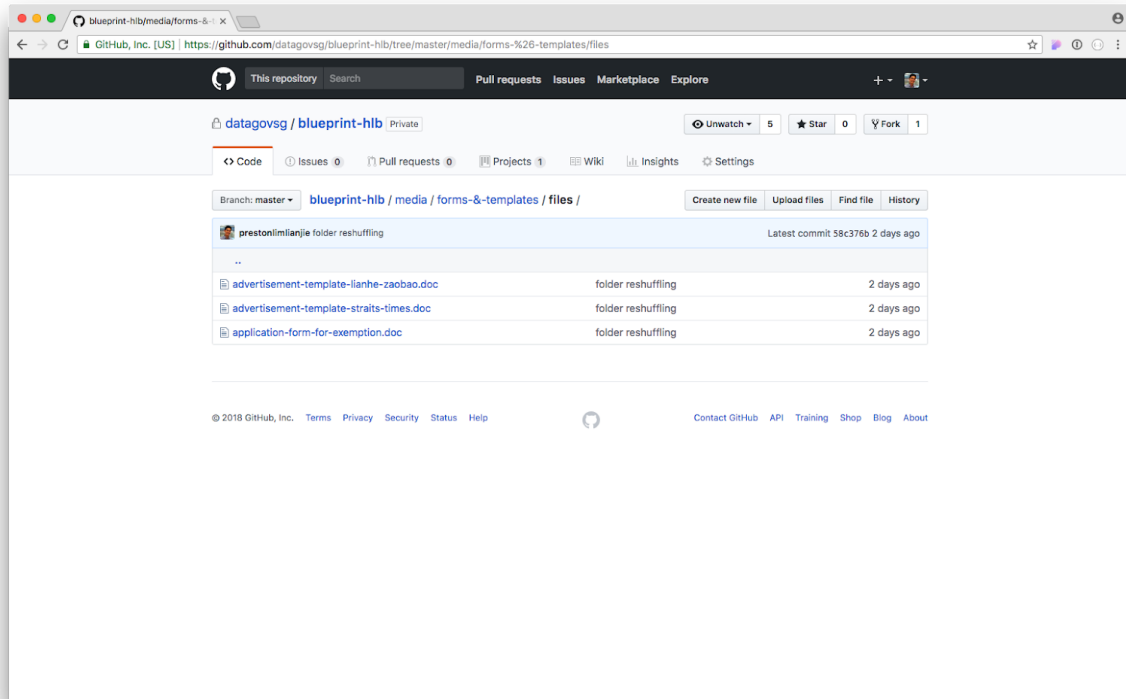 blueprint-hlb/media/forms-&-t
GitHub, Inc. [US] | https://github.com/datagovsg/blueprint-hlb/tree/master/media/forms-%26-templates/files
This repository Search Pull requests Issues Marketplace Explore
datagovsg / blueprint-hlb Private Unwatch 5 Star 0 Fork 1
Code Issues 0 Pull requests 0 Projects 1 Wiki Insights Settings
Branch: master blueprint-hlb / media / forms-&-templates / files / Create new file Upload files Find file History
prestonlimlianjie folder reshuffling Latest commit 58c376b 2 days ago
..
advertisement-template-lianhe-zaobao.doc folder reshuffling 2 days ago
advertisement-template-straits-times.doc folder reshuffling 2 days ago
application-form-for-exemption.doc folder reshuffling 2 days ago
© 2018 GitHub, Inc. Terms Privacy Security Status Help Contact GitHub API Training Shop Blog About